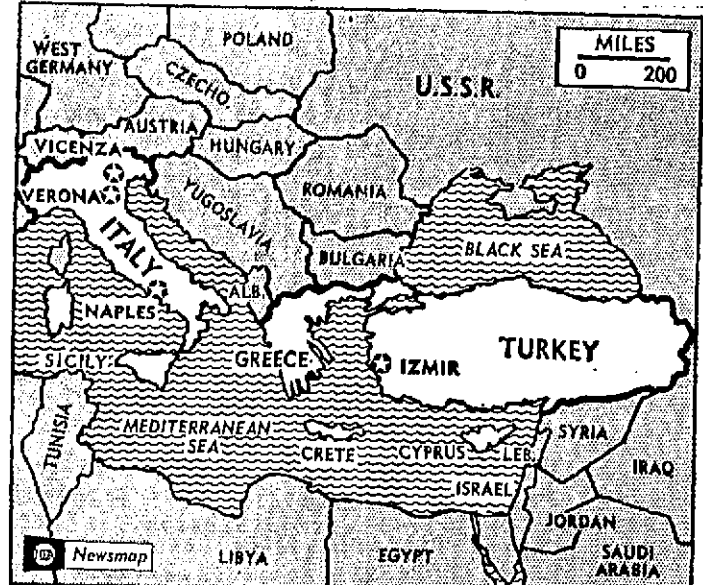 POLAND
WEST
GERMANY
CZECHO.
MILES
0 200
U.S.S.R.
AUSTRIA
VICENZA
HUNGARY
VERONA
ROMANIA
YUGOSLAVIA
ITALY
BULGARIA
BLACK SEA
ALB.
NAPLES
SICILY
GREECE
IZMIR
TURKEY
TUNISIA
MEDITERRANEAN
SEA
CRETE
CYPRUS
LEB.
SYRIA
IRAQ
ISRAEL
JORDAN
Newsmap
LIBYA
EGYPT
SAUDI
ARABIA